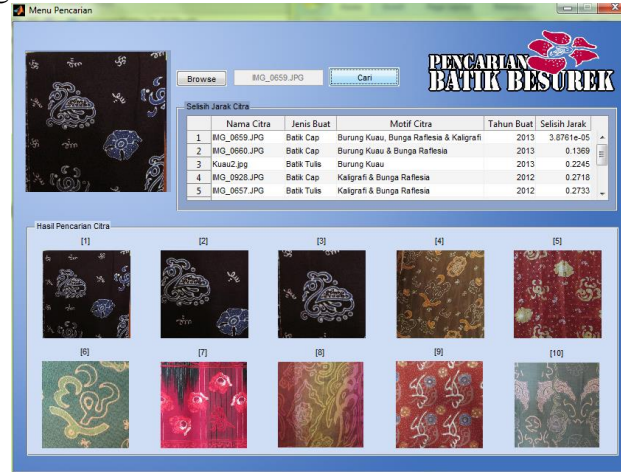 Menu Pencarian
Browse IMG_0659.JPG Cari
PENCARIAN
BATIK BESUREK
Selisih Jarak Citra
Nama Citra Jenis Buat Motif Citra Tahun Buat Selisih Jarak
1 IMG_0659.JPG Batik Cap Burung Kuau, Bunga Raflesia & Kaligrafi 2013 3.8761e-05
2 IMG_0660.JPG Batik Cap Burung Kuau & Bunga Raflesia 2013 0.1369
3 Kuau2.jpg Batik Tulis Burung Kuau 2013 0.2245
4 IMG_0928.JPG Batik Cap Kaligrafi & Bunga Raflesia 2012 0.2718
5 IMG_0657.JPG Batik Tulis Kaligrafi & Bunga Raflesia 2012 0.2733
Hasil Pencarian Citra
[1] [2] [3] [4] [5]
[6] [7] [8] [9] [10]